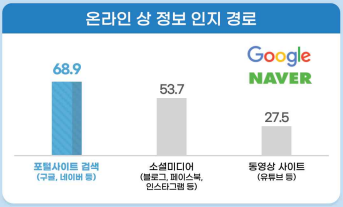 온라인 상 정보 인지 경로
Google
NAVER
68.9
53.7
27.5
포털사이트 검색
(구글, 네이버 등)
소셜미디어
(블로그, 페이스북,
인스타그램 등)
동영상 사이트
(유튜브 등)